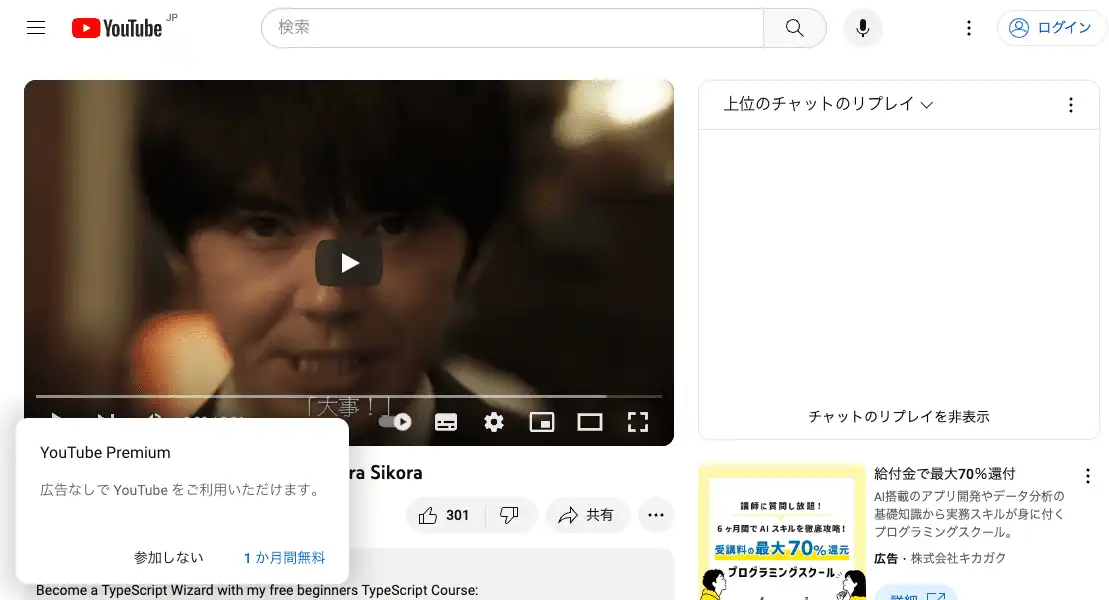 YouTube JP
検索
ログイン
「大事！」
上位のチャットのリプレイ
チャットのリプレイを非表示
ra Sikora
301
共有
YouTube Premium
広告なしで YouTube をご利用いただけます。
参加しない
1 か月間無料
Become a TypeScript Wizard with my free beginners TypeScript Course:
講師に質問し放題！
6ヶ月間でAIスキルを徹底攻略！
受講料の最大70%還元
プログラミングスクール
給付金で最大70%還付
AI搭載のアプリ開発やデータ分析の
基礎知識から実務スキルが身に付く
プログラミングスクール。
広告・株式会社キカガク
詳細